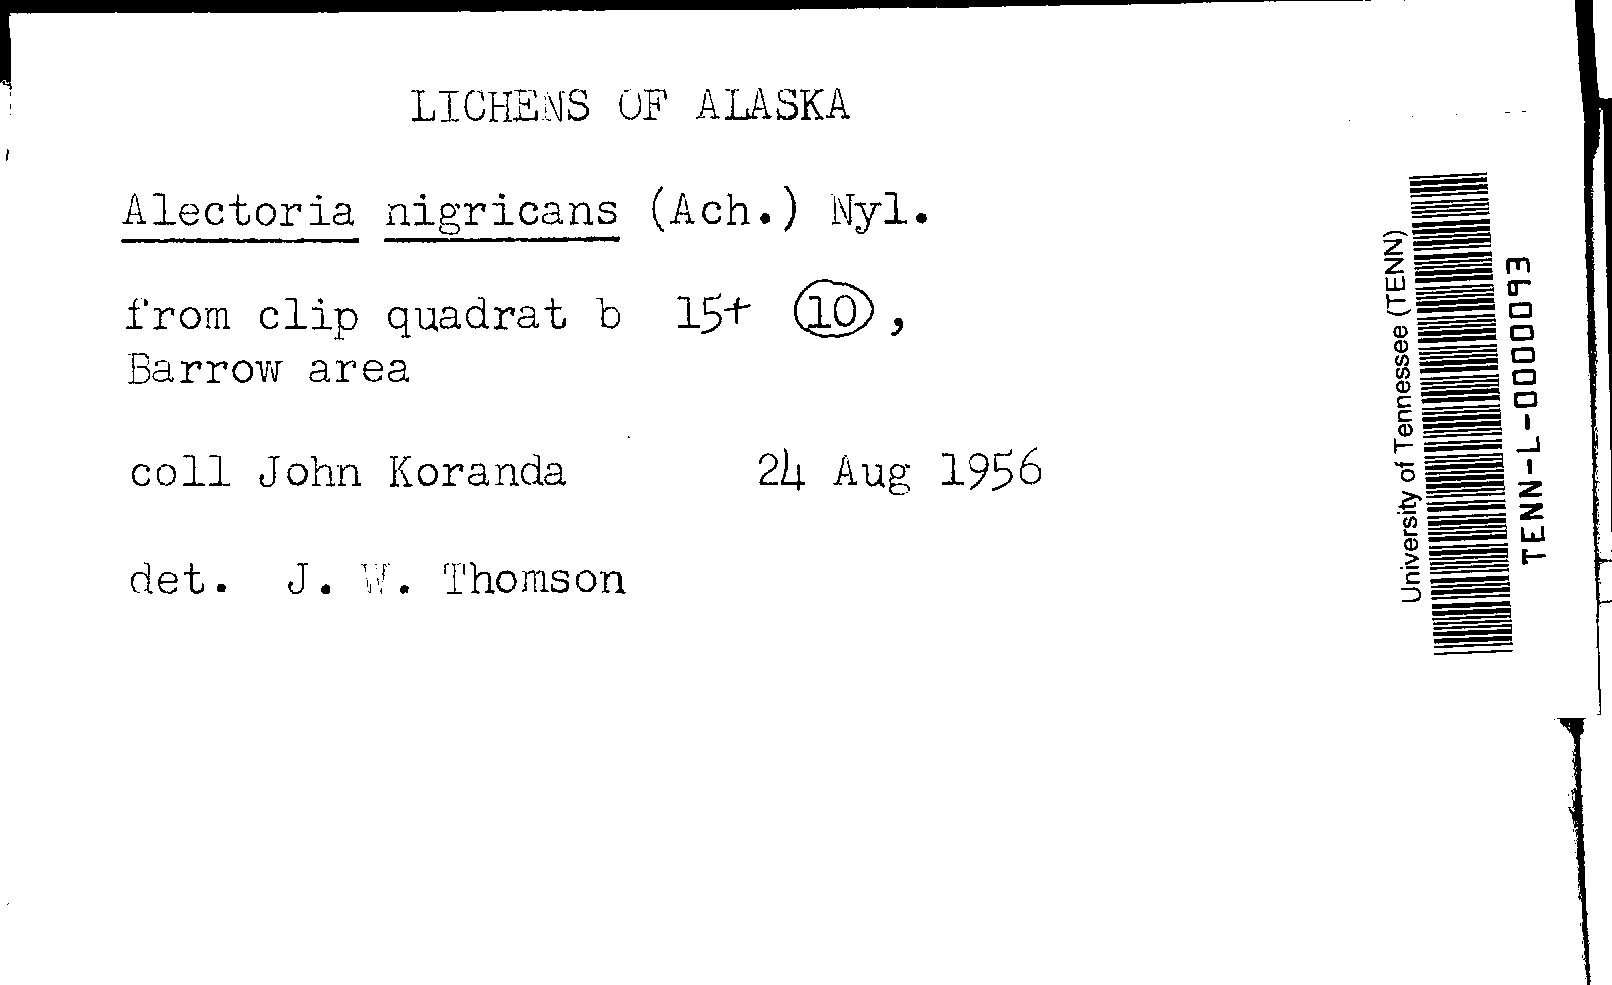 LICHENS OF ALASKA
Alectoria nigricans (Ach.) Nyl.
from clip quadrat b 15+ 10,
Barrow area
coll John Koranda 24 Aug 1956
det. J. W. Thomson
University of Tennessee (TENN)
TENN-L-0000093